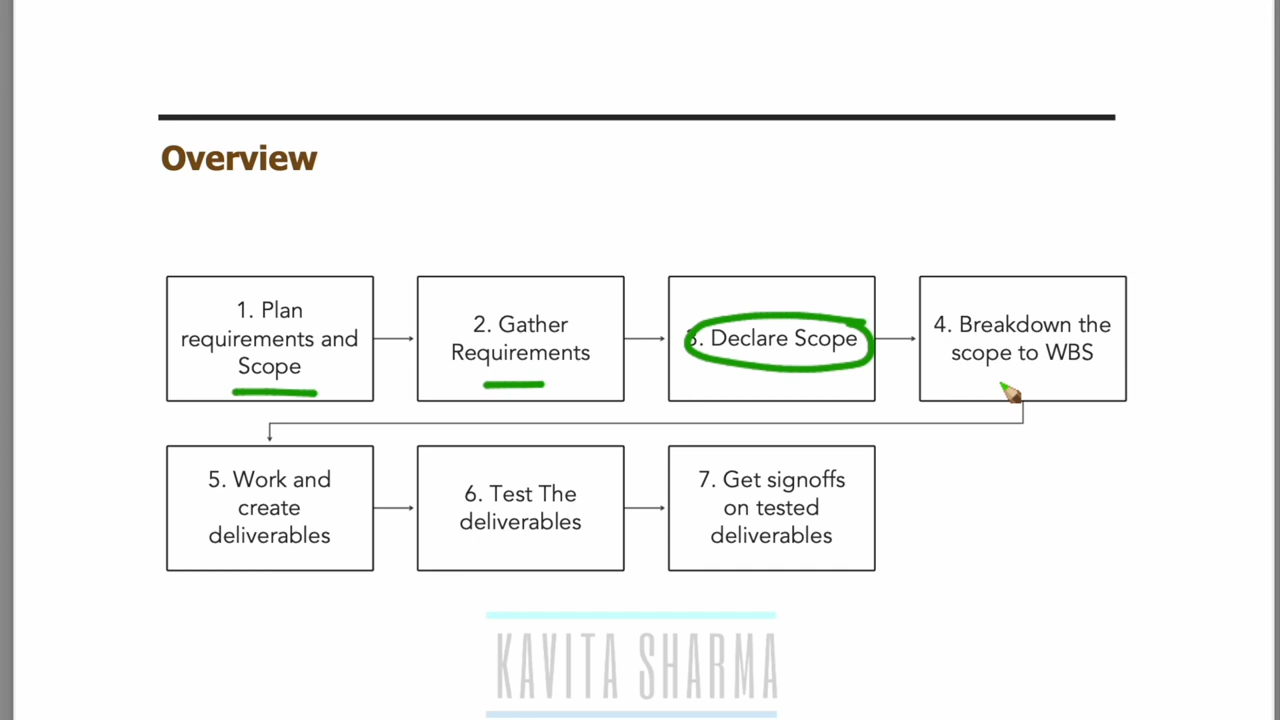 Overview
1. Plan
requirements and
Scope
2. Gather
Requirements
3. Declare Scope
4. Breakdown the
scope to WBS
5. Work and
create
deliverables
6. Test The
deliverables
7. Get signoffs
on tested
deliverables
KAVITA SHARMA